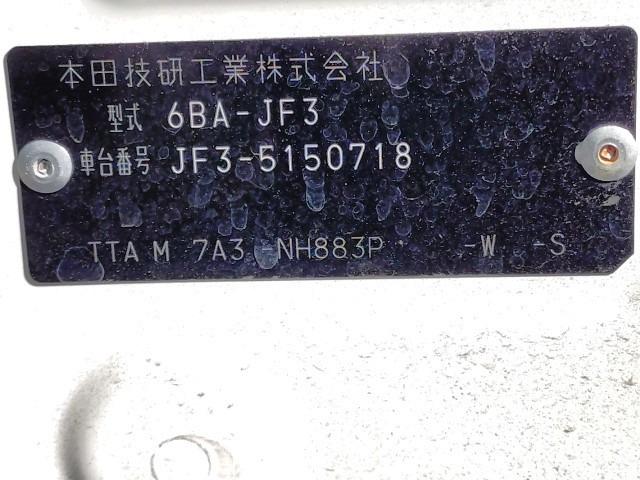 本田技研工業株式会社
型式 6BA-JF3
車台番号 JF3-5150718
TTA M 7A3 -NH883P -W -S